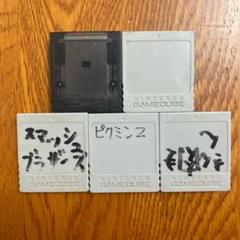 NINTENDO
GAMECUBE
スマッシュ
ブラザーズ
NINTENDO
GAMECUBE
ピクミン2
NINTENDO
GAMECUBE
NINTENDO
GAMECUBE